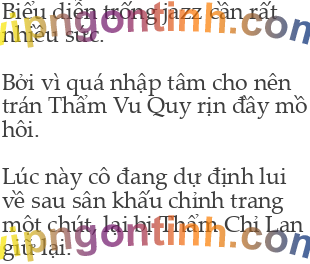 Biểu diễn trống jazz cần rất
nhiều sức.
Bởi vì quá nhập tâm cho nên
trán Thẩm Vu Quy rịn đầy mồ
hôi.
Lúc này cô đang dự định lui
về sau sân khấu chỉnh trang
một chút, lại bị Thẩm Chỉ Lan
giữ lại.